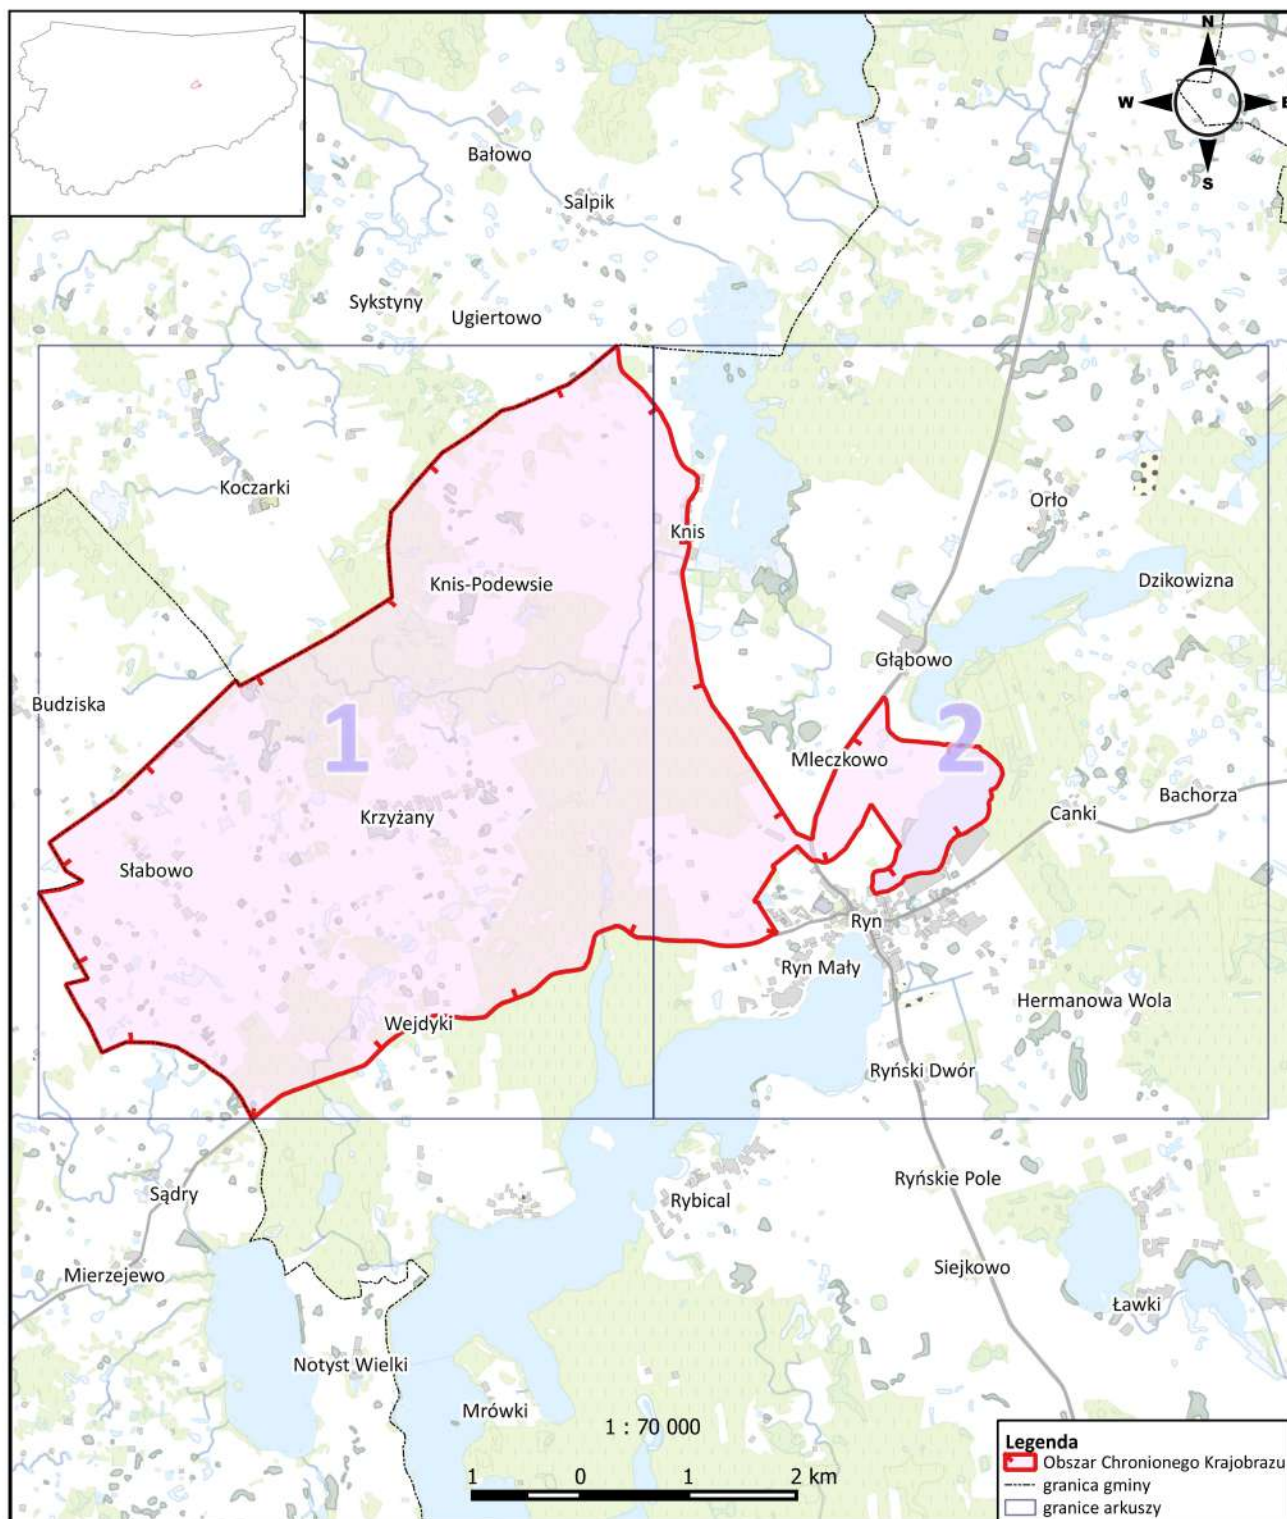 N
W
E
S
Bałowo
Salpik
Sykstyny
Ugiertowo
Koczarki
Orło
Knis
Dzikowizna
Knis-Podewsie
Głąbowo
Budziska
1
2
Mleczkowo
Bachorza
Krzyżany
Canki
Słabowo
Ryn
Ryn Mały
Hermanowa Wola
Wejdyki
Ryński Dwór
Sądry
Rybical
Ryńskie Pole
Mierzejewo
Siejkowo
Ławki
Notyst Wielki
Mrówki
1 : 70 000
1 0 1 2 km
Legenda
Obszar Chronionego Krajobrazu
granica gminy
granice arkuszy